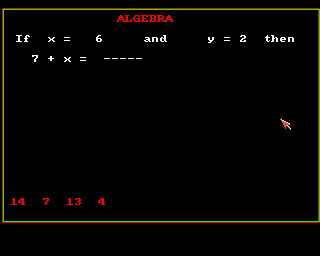 ALGEBRA
If x = 6 and y = 2 then
7 + x = -----
14 7 13 4